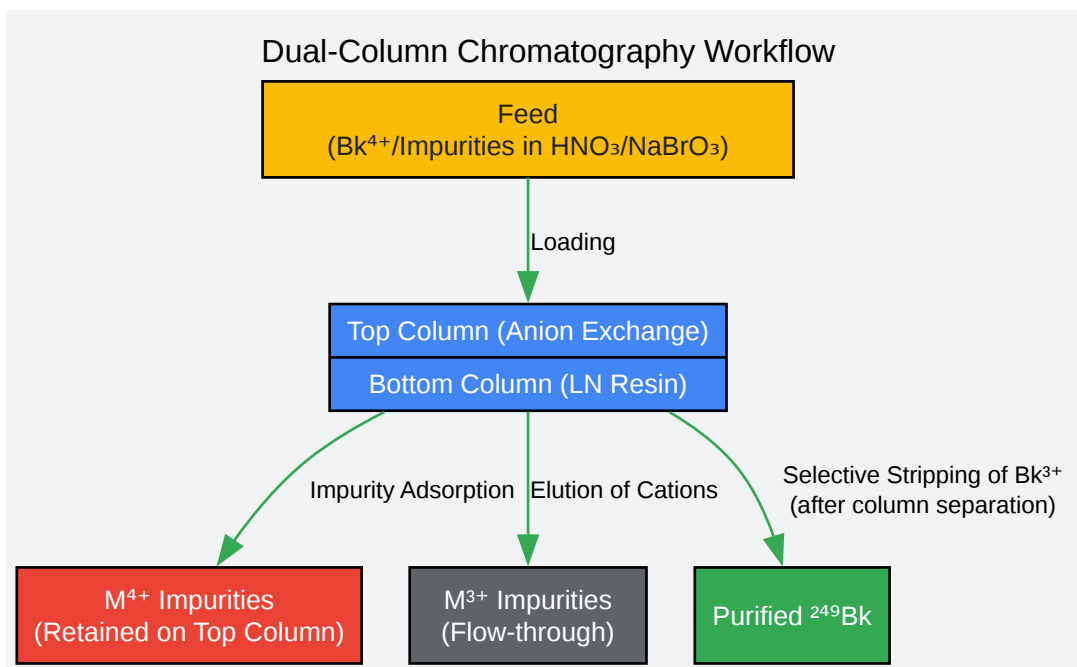 Dual-Column Chromatography Workflow
Feed
(Bk⁴⁺/Impurities in HNO₃/NaBrO₃)
Loading
Top Column (Anion Exchange)
Bottom Column (LN Resin)
Impurity Adsorption
Elution of Cations
Selective Stripping of Bk³⁺
(after column separation)
M⁴⁺ Impurities
(Retained on Top Column)
M³⁺ Impurities
(Flow-through)
Purified ²⁴⁹Bk